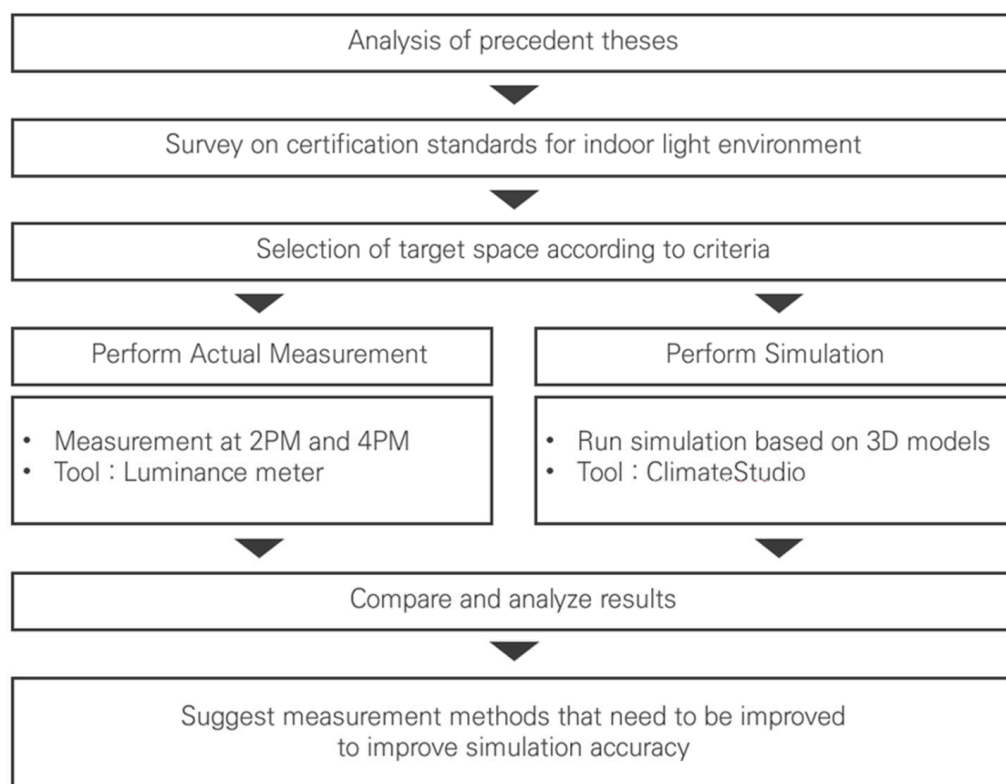 Analysis of precedent theses
Survey on certification standards for indoor light environment
Selection of target space according to criteria
Perform Actual Measurement
• Measurement at 2PM and 4PM
• Tool : Luminance meter
Perform Simulation
• Run simulation based on 3D models
• Tool : ClimateStudio
Compare and analyze results
Suggest measurement methods that need to be improved
to improve simulation accuracy